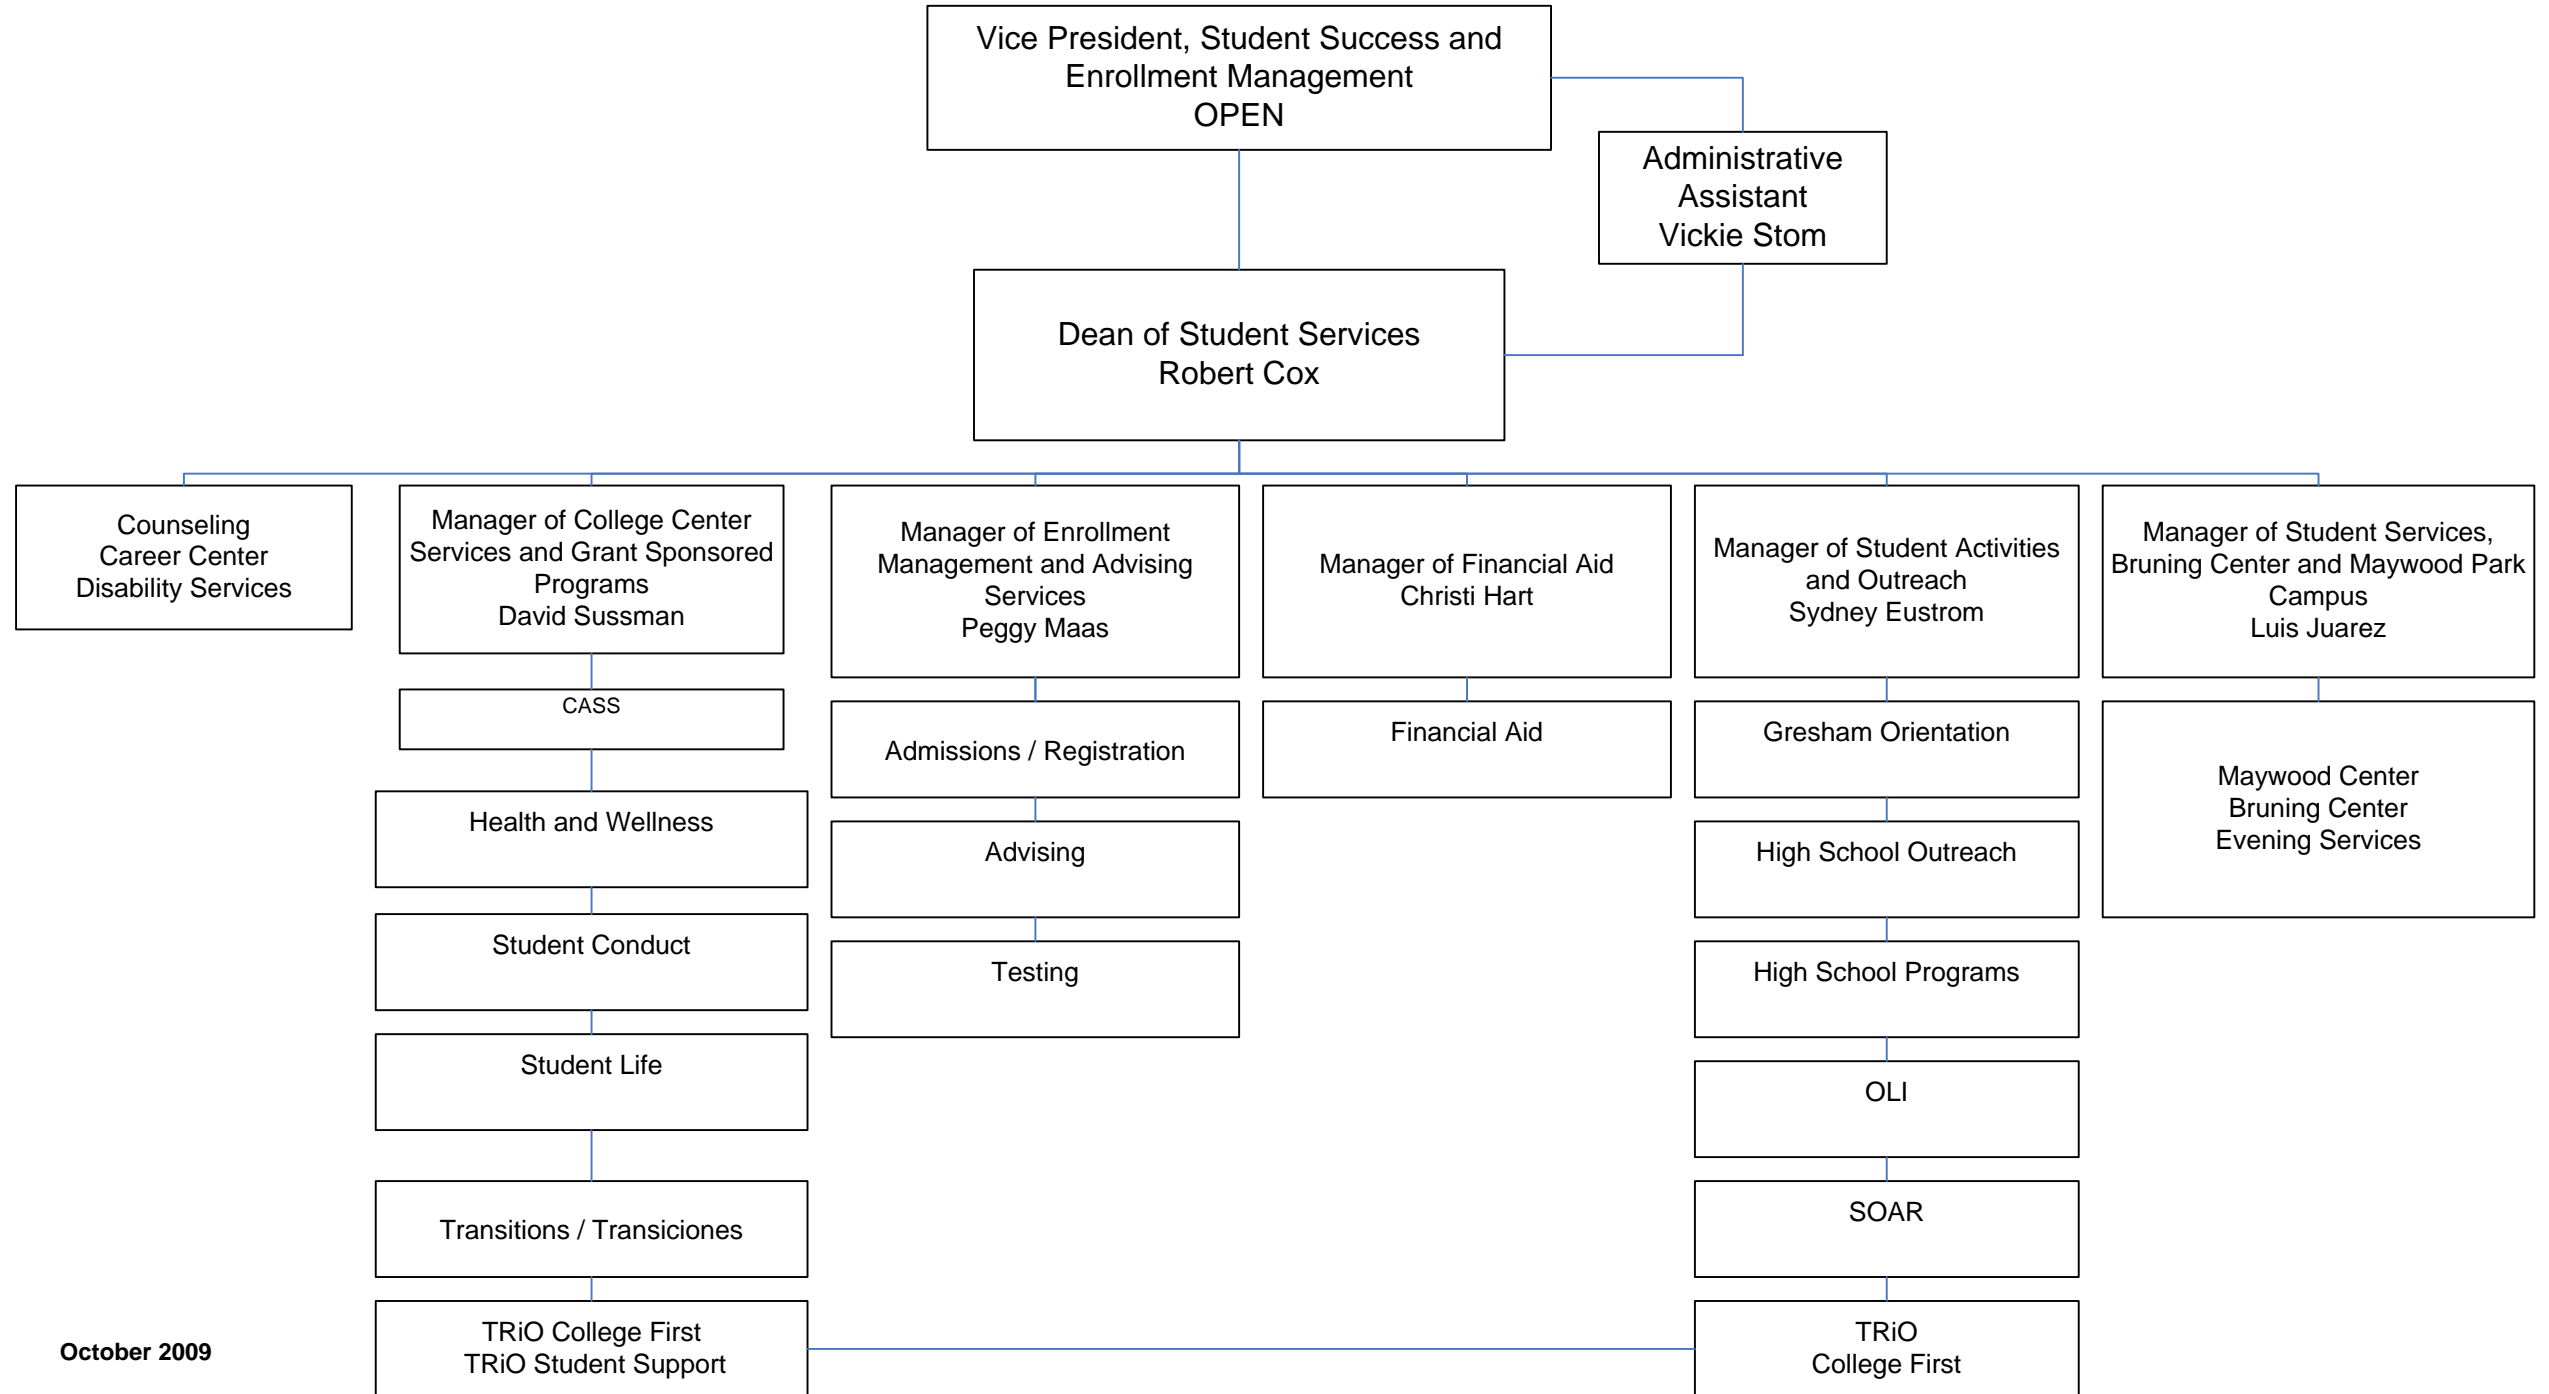 Vice President, Student Success and
Enrollment Management
OPEN
Administrative
Assistant
Vickie Stom
Dean of Student Services
Robert Cox
Counseling
Career Center
Disability Services
Manager of College Center
Services and Grant Sponsored
Programs
David Sussman
Manager of Enrollment
Management and Advising
Services
Peggy Maas
Manager of Financial Aid
Christi Hart
Manager of Student Activities
and Outreach
Sydney Eustrom
Manager of Student Services,
Bruning Center and Maywood Park
Campus
Luis Juarez
CASS
Health and Wellness
Student Conduct
Student Life
Transitions / Transiciones
TRiO College First
TRiO Student Support
Admissions / Registration
Advising
Testing
Financial Aid
Gresham Orientation
High School Outreach
High School Programs
OLI
SOAR
TRiO
College First
Maywood Center
Bruning Center
Evening Services
October 2009